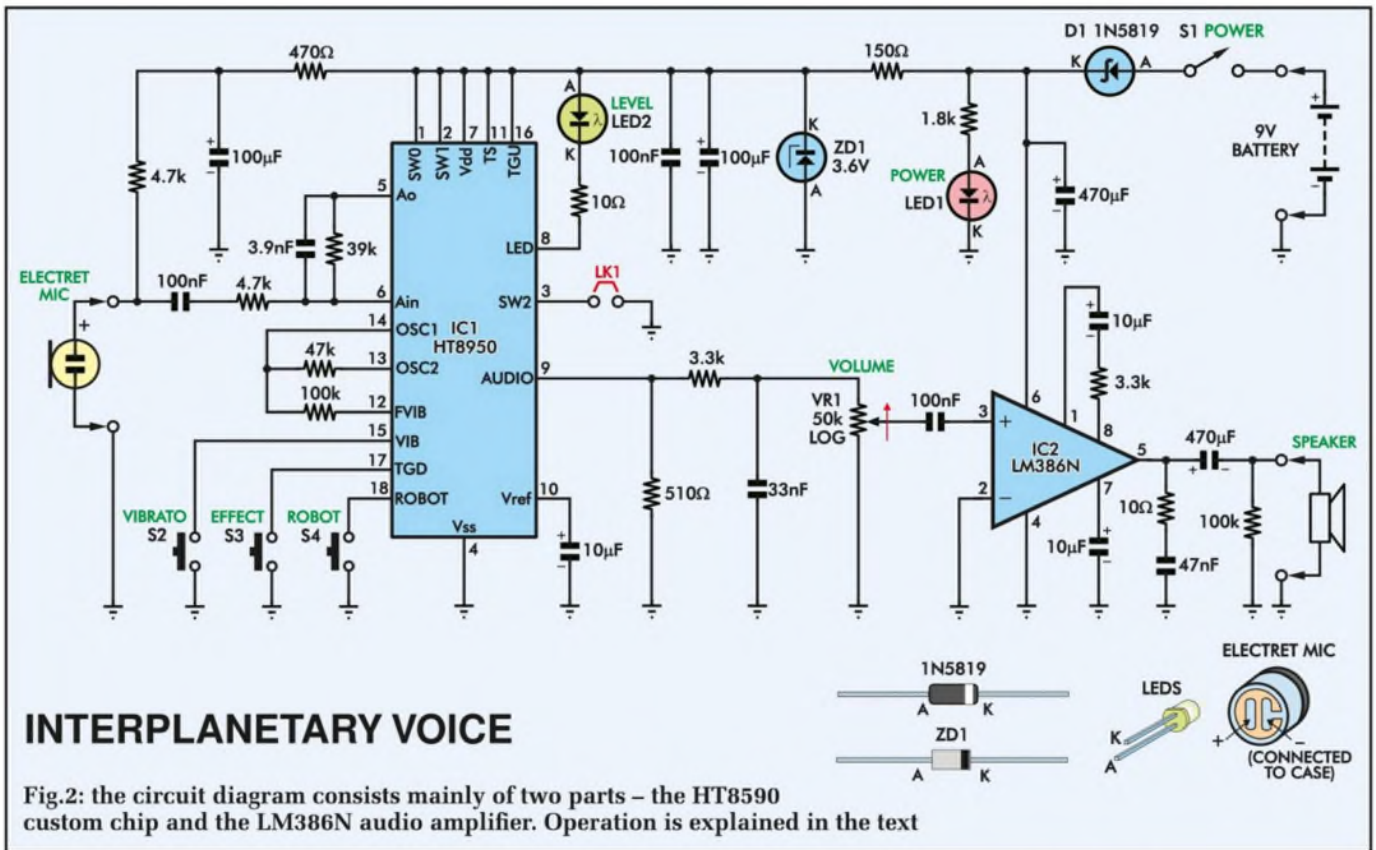 D1 1N5819
S1 POWER
470Ω
150Ω
K
A
+
100µF
–
4.7k
1
2
7
11
16
SW0
SW1
Vdd
TS
TGU
A
LEVEL
LED2
λ
K
100nF
+
100µF
–
K
ZD1
3.6V
A
1.8k
POWER
A
LED1
λ
K
+
470µF
–
+
9V
BATTERY
–
5
Ao
3.9nF
39k
10Ω
LED
8
ELECTRET
MIC
+
100nF
4.7k
6
Ain
LK1
SW2
3
14
OSC1
IC1
HT8950
47k
13
OSC2
100k
12
FVIB
AUDIO
9
3.3k
VOLUME
VR1
50k
LOG
100nF
+
10µF
–
3.3k
6
1
8
3
+
IC2
LM386N
5
470µF
+
–
SPEAKER
15
VIB
17
TGD
18
ROBOT
Vref
10
510Ω
33nF
2
–
4
7
+
10µF
–
10Ω
47nF
100k
VIBRATO
S2
EFFECT
S3
ROBOT
S4
Vss
4
+
10µF
–
1N5819
A
K
ZD1
A
K
LEDS
K
A
ELECTRET MIC
+
–
(CONNECTED
TO CASE)
INTERPLANETARY VOICE
Fig.2: the circuit diagram consists mainly of two parts – the HT8590
custom chip and the LM386N audio amplifier. Operation is explained in the text